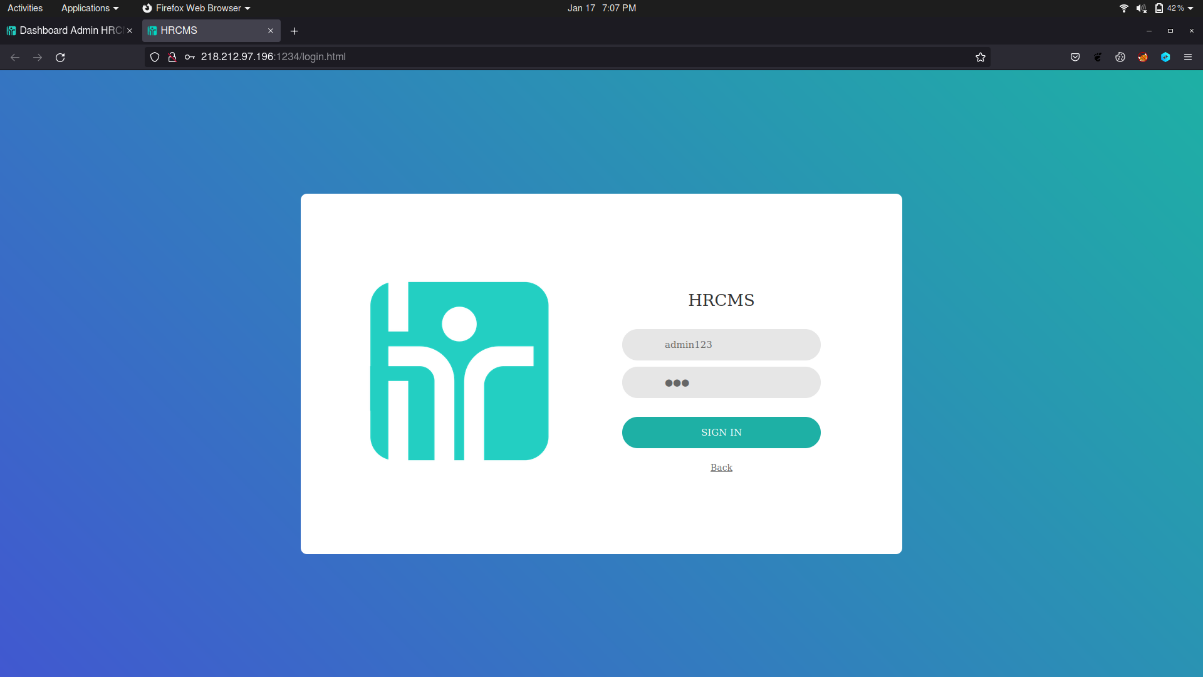 Activities Applications Firefox Web Browser Jan 17 7:07 PM 42%
Dashboard Admin HRC HRCMS
218.212.97.196:1234/login.html
hr
HRCMS
admin123
SIGN IN
Back